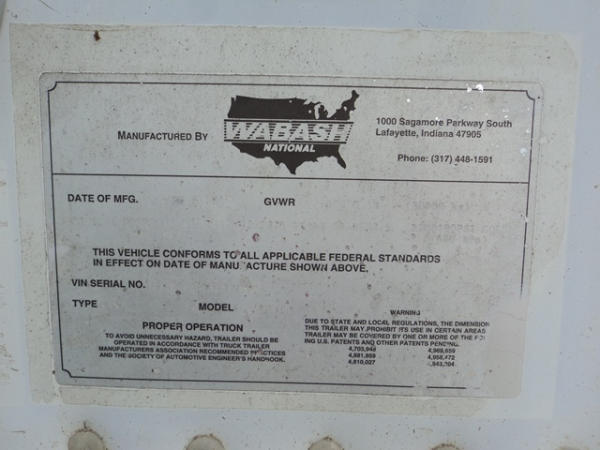 MANUFACTURED BY
WABASH
NATIONAL
1000 Sagamore Parkway South
Lafayette, Indiana 47905
Phone: (317) 448-1591
DATE OF MFG.
GVWR
THIS VEHICLE CONFORMS TO ALL APPLICABLE FEDERAL STANDARDS
IN EFFECT ON DATE OF MANU ACTURE SHOWN ABOVE.
VIN SERIAL NO.
TYPE
MODEL
PROPER OPERATION
TO AVOID UNNECESSARY HAZARD, TRAILER SHOULD BE
OPERATED IN ACCORDANCE WITH TRUCK TRAILER
MANUFACTURERS ASSOCIATION RECOMMENDED PRACTICES
AND THE SOCIETY OF AUTOMOTIVE ENGINEER'S HANDBOOK.
WARNING
DUE TO STATE AND LOCAL REGULATIONS, THE DIMENSION
THIS TRAILER MAY PROHIBIT ITS USE IN CERTAIN AREAS
TRAILER MAY BE COVERED BY ONE OR MORE OF THE
ING U.S. PATENTS AND OTHER PATENTS PENDING.
4,703,948 4,969,659
4,881,859 4,958,472
4,810,027